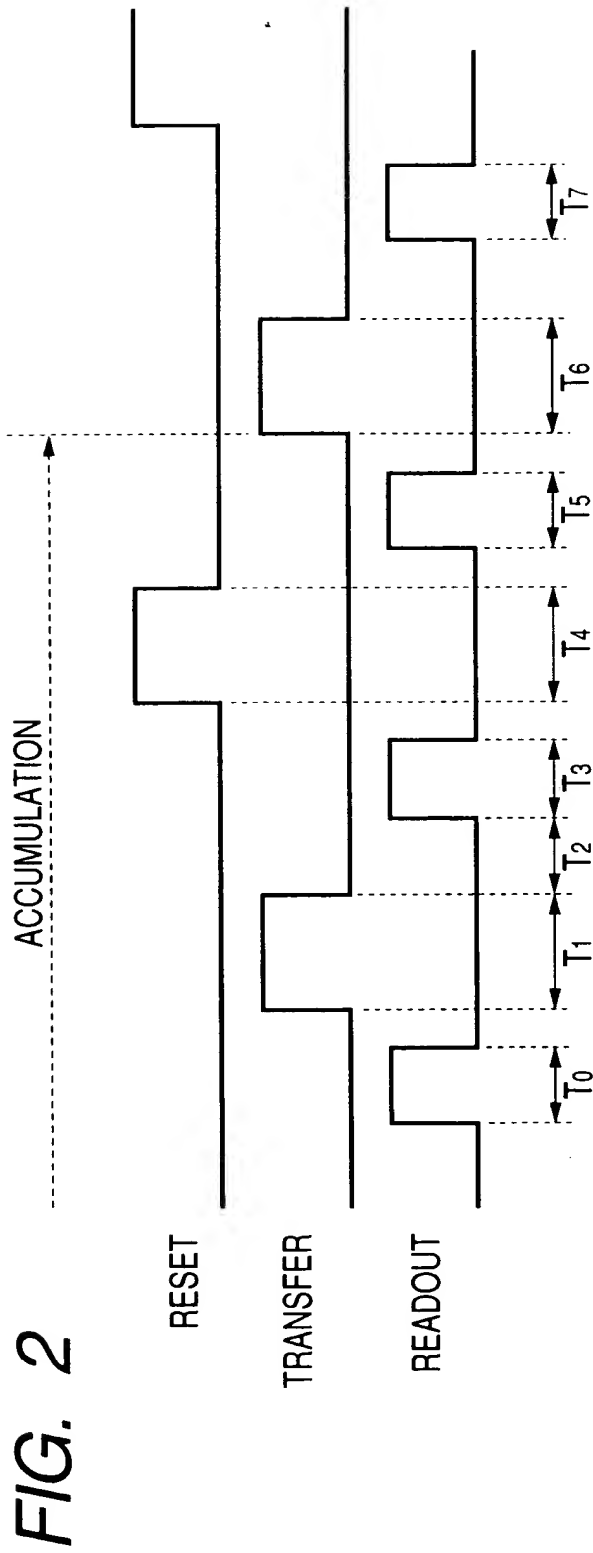 FIG. 2
ACCUMULATION
RESET
TRANSFER
READOUT
T0 T1 T2 T3 T4 T5 T6 T7